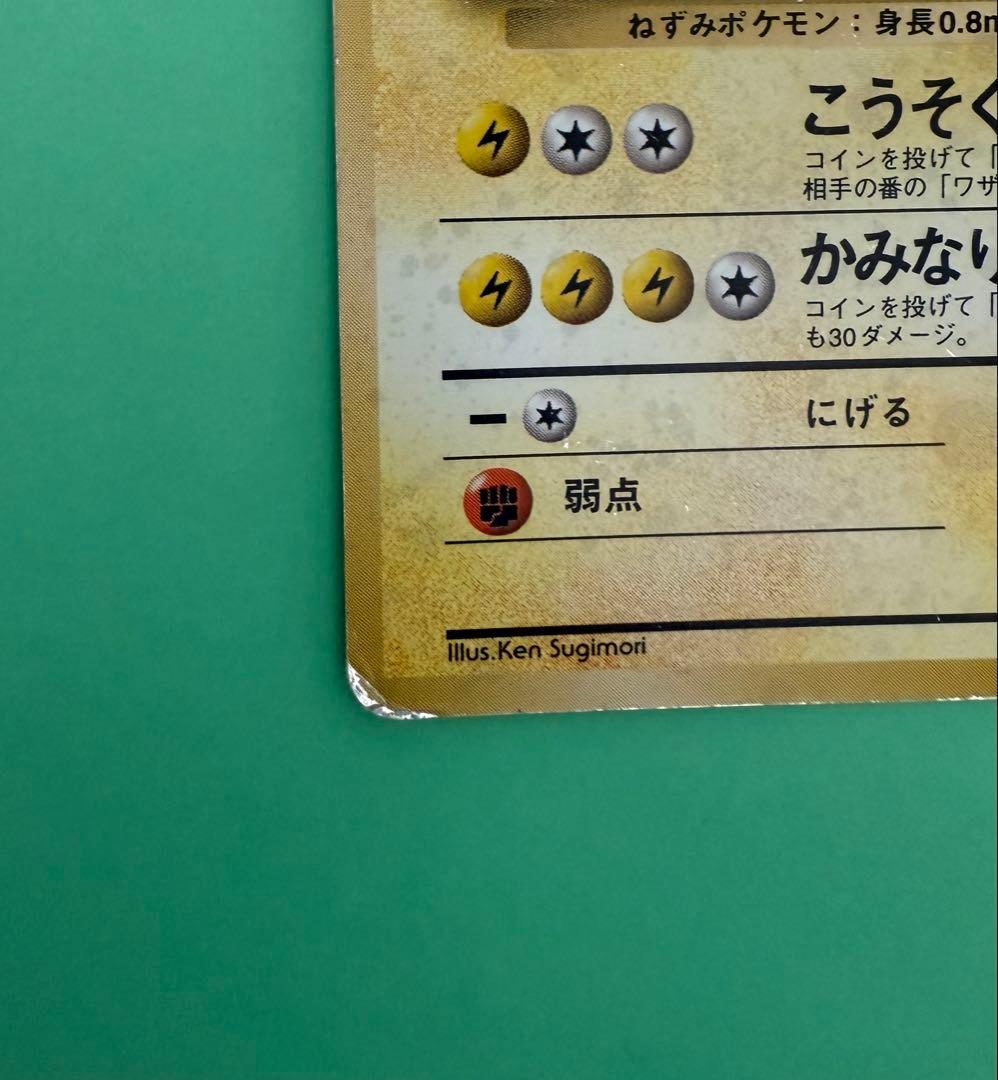 ねずみポケモン：身長0.8m
こうそく
コインを投げて「
相手の番の「ワザ
かみなり
コインを投げて「
も30ダメージ。
にげる
弱点
Illus.Ken Sugimori